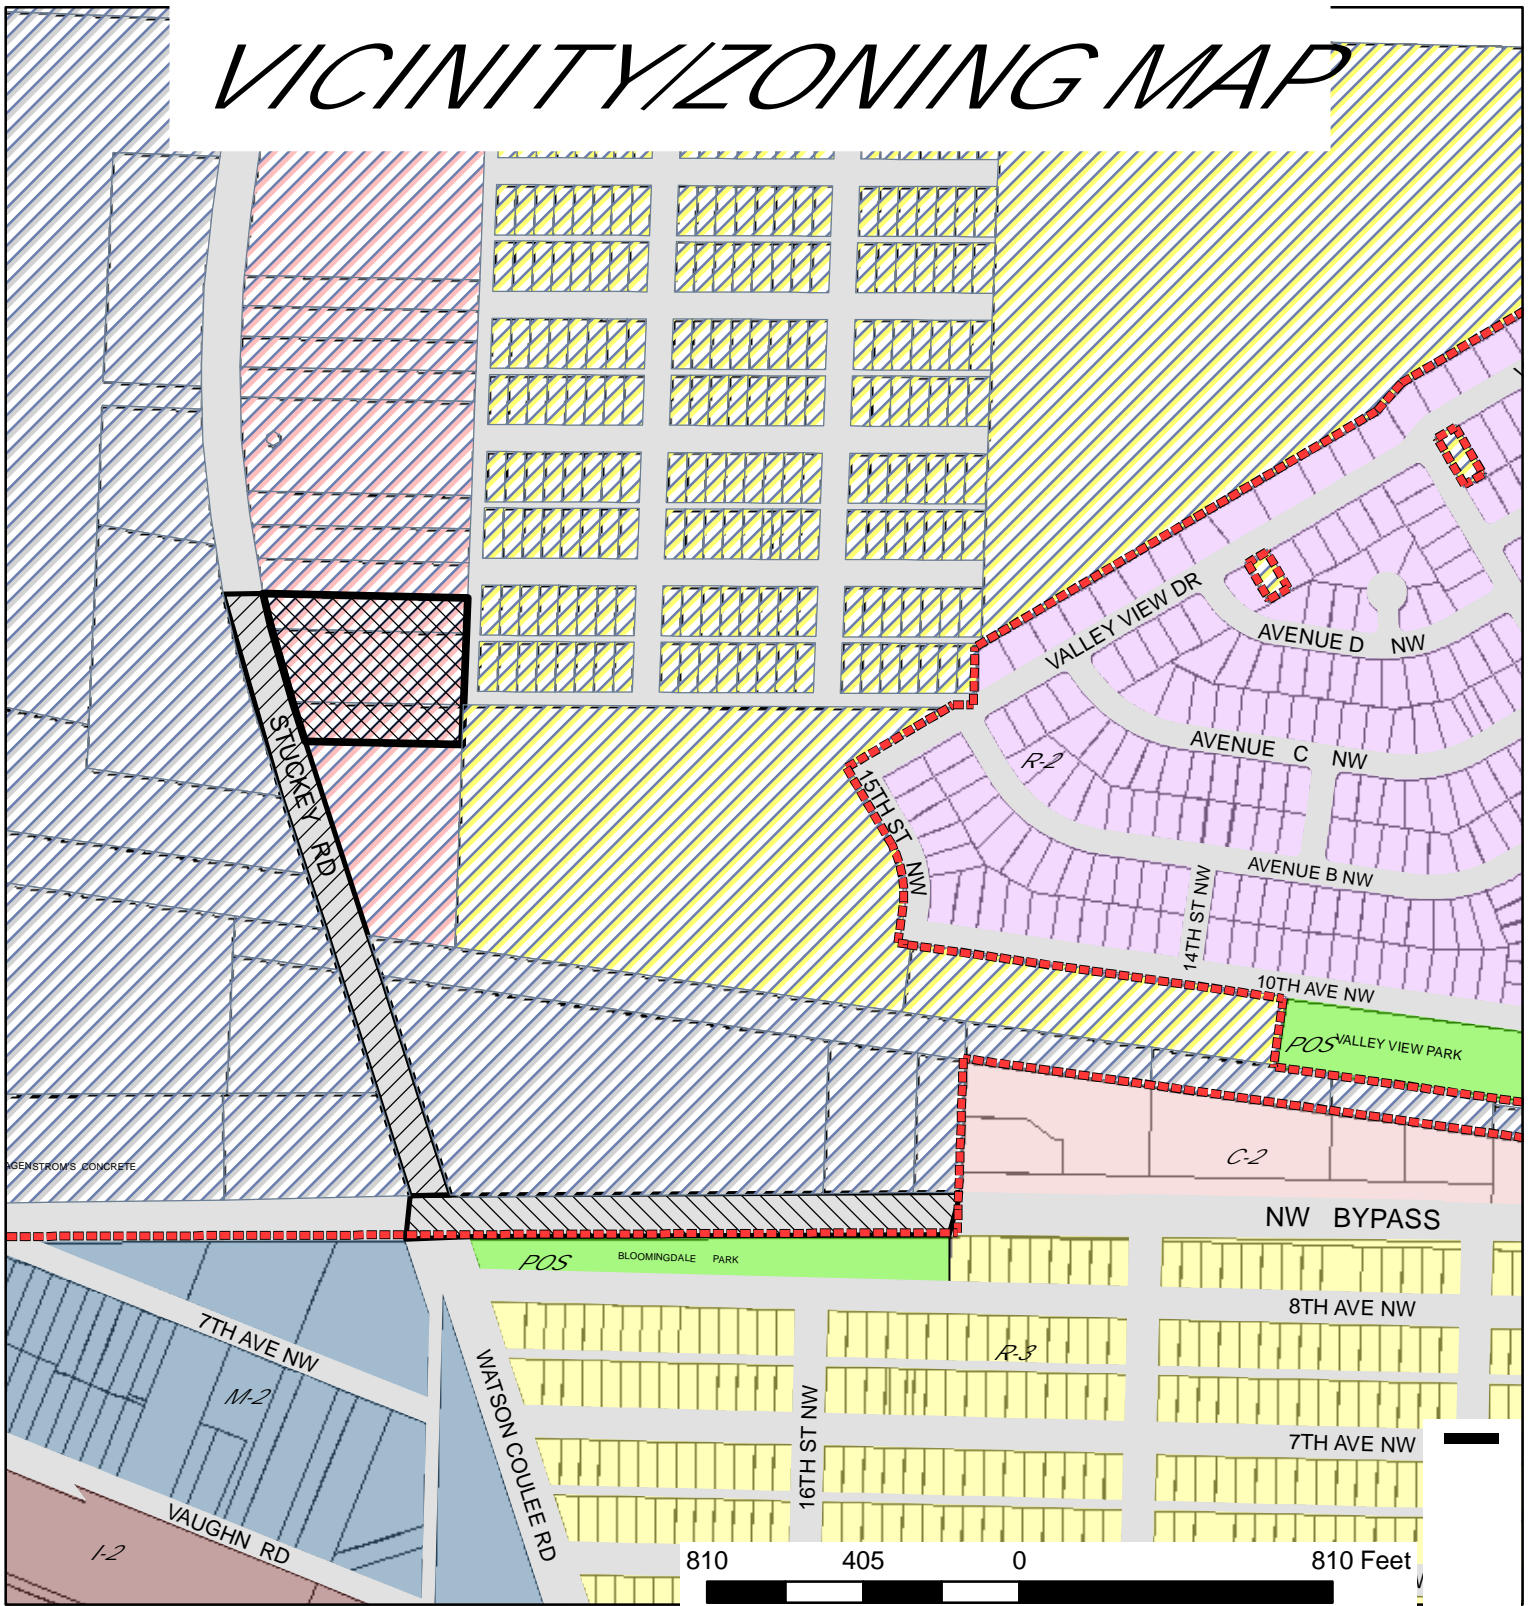 VICINITY/ZONING MAP
VALLEY VIEW DR
AVENUE D NW
STUCKEY RD
R-2
AVENUE C NW
15TH ST NW
AVENUE B NW
14TH ST NW
10TH AVE NW
POS
VALLEY VIEW PARK
AGENSTROM'S CONCRETE
C-2
NW BYPASS
POS
BLOOMINGDALE PARK
8TH AVE NW
7TH AVE NW
R-3
M-2
WATSON COULEE RD
16TH ST NW
7TH AVE NW
VAUGHN RD
I-2
810 405 0 810 Feet